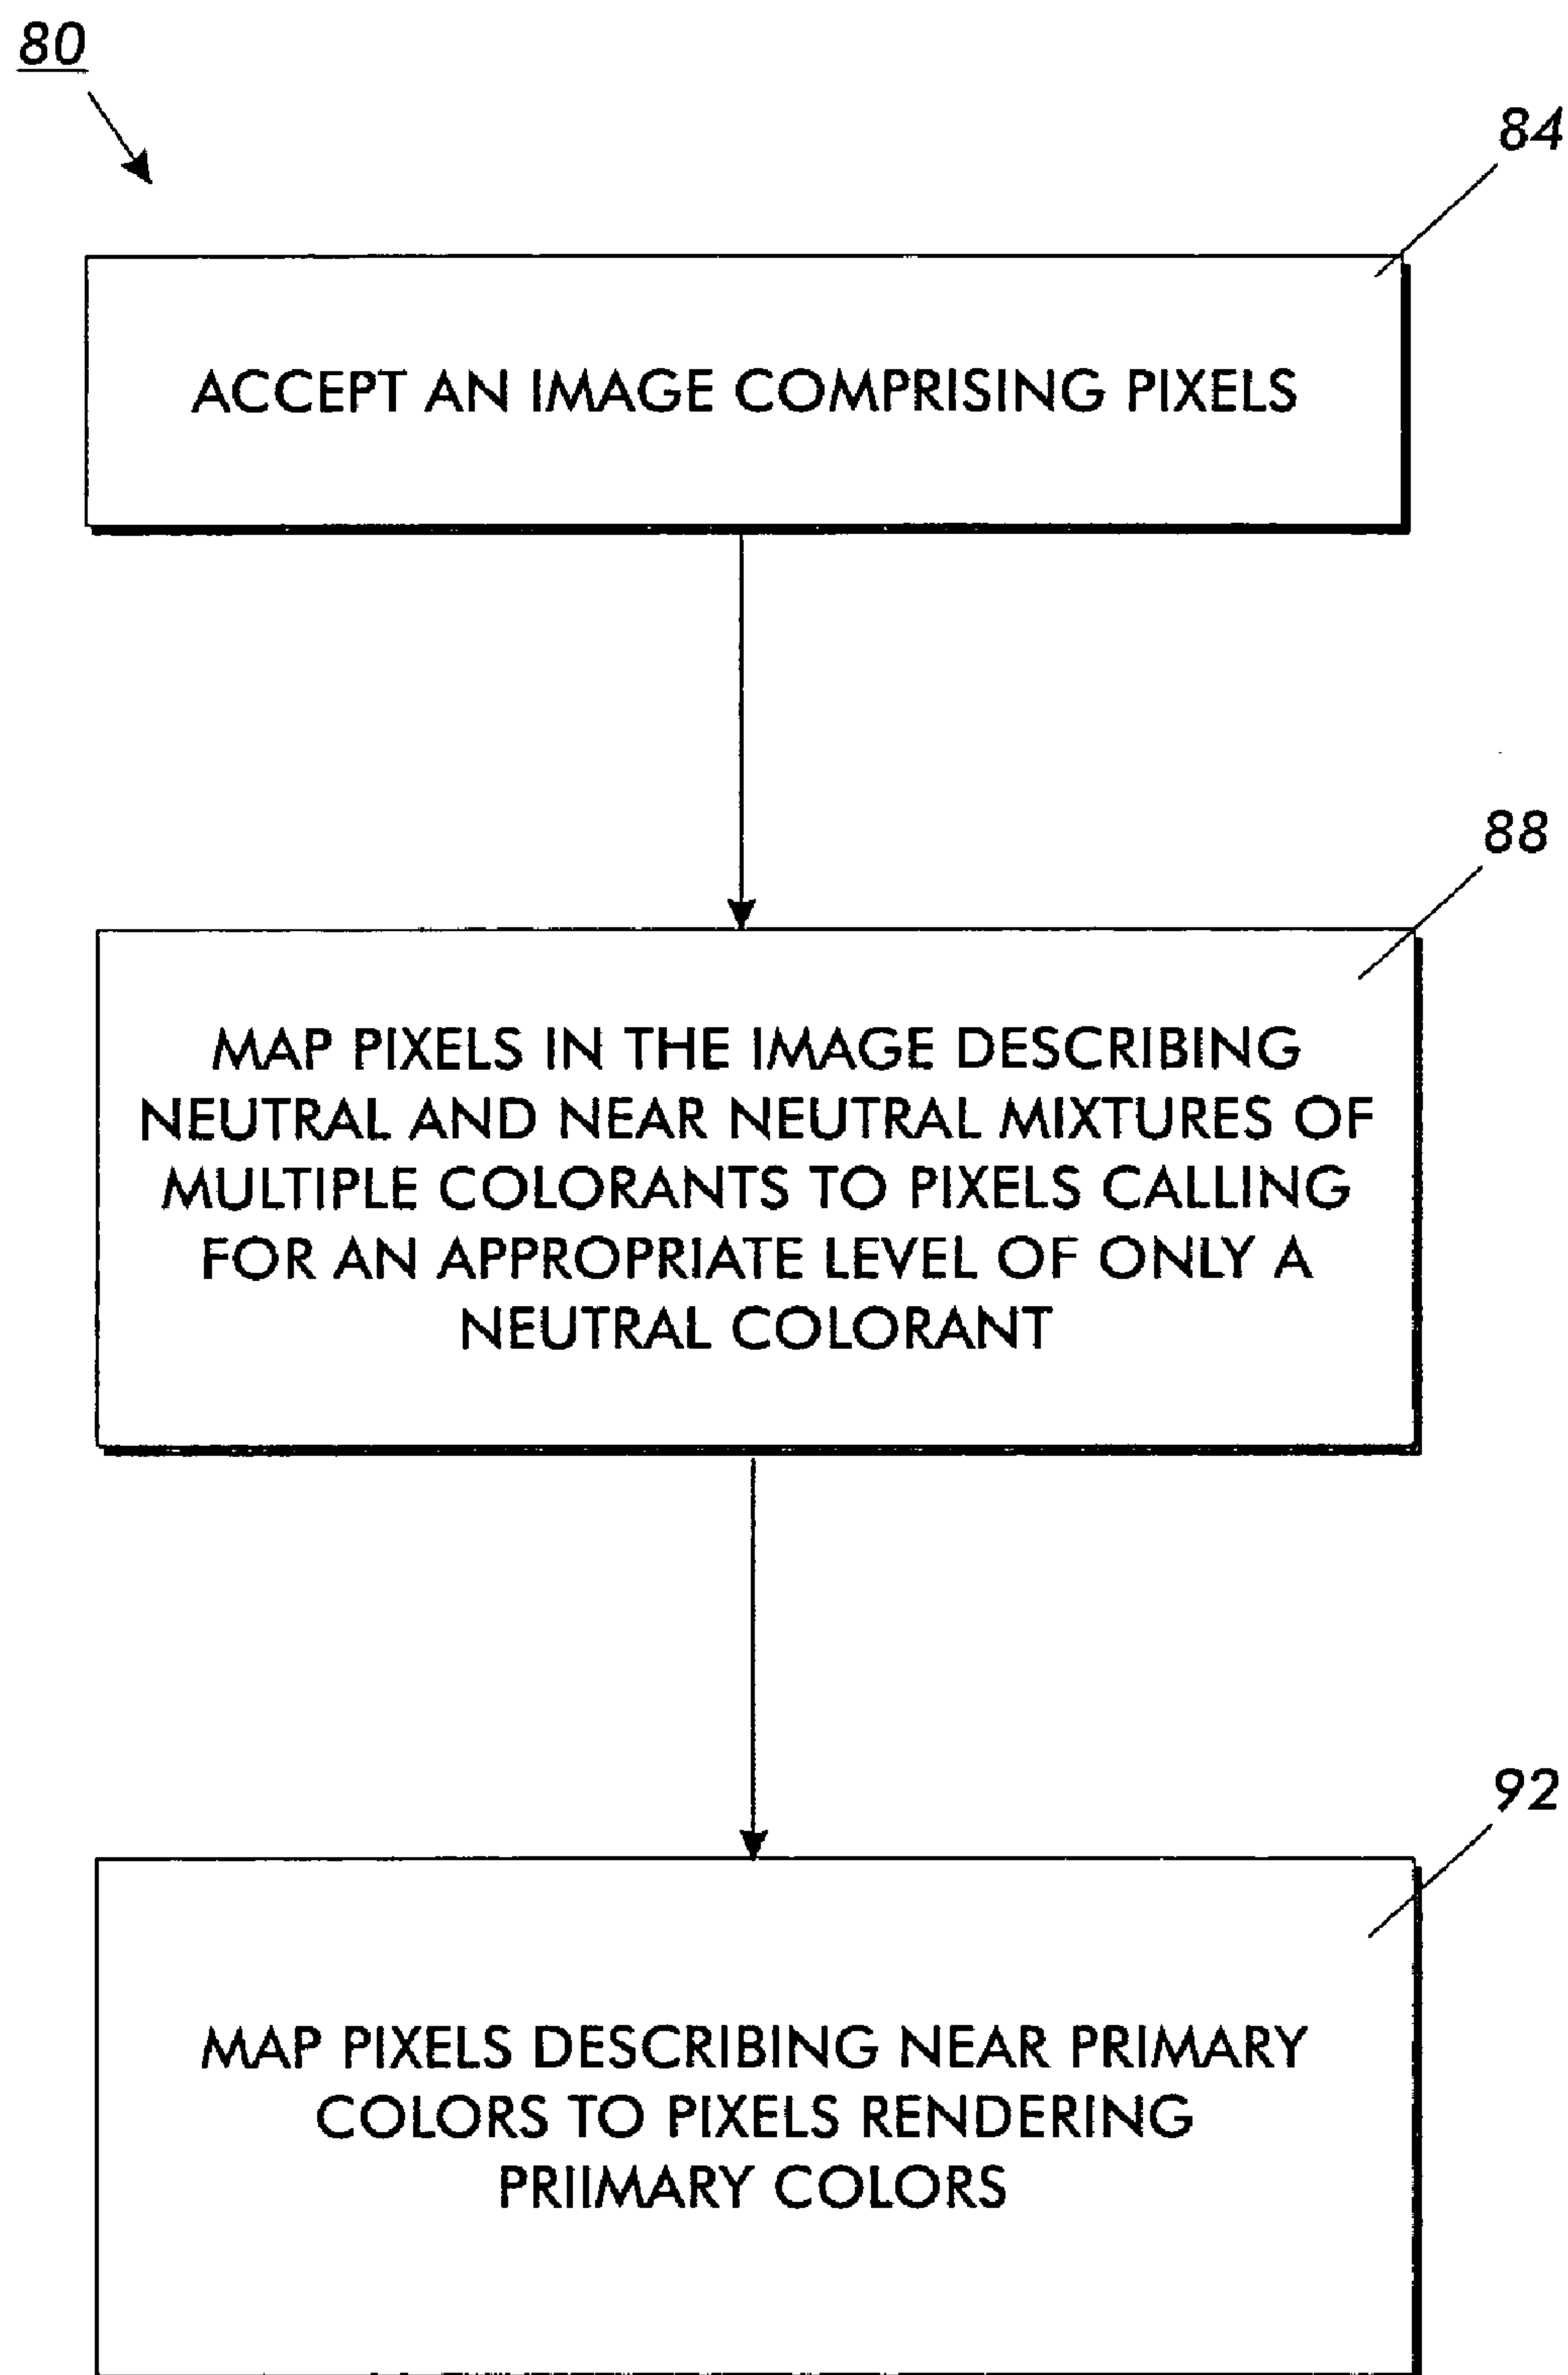 80
84
ACCEPT AN IMAGE COMPRISING PIXELS
88
MAP PIXELS IN THE IMAGE DESCRIBING
NEUTRAL AND NEAR NEUTRAL MIXTURES OF
MULTIPLE COLORANTS TO PIXELS CALLING
FOR AN APPROPRIATE LEVEL OF ONLY A
NEUTRAL COLORANT
92
MAP PIXELS DESCRIBING NEAR PRIMARY
COLORS TO PIXELS RENDERING
PRIIMARY COLORS